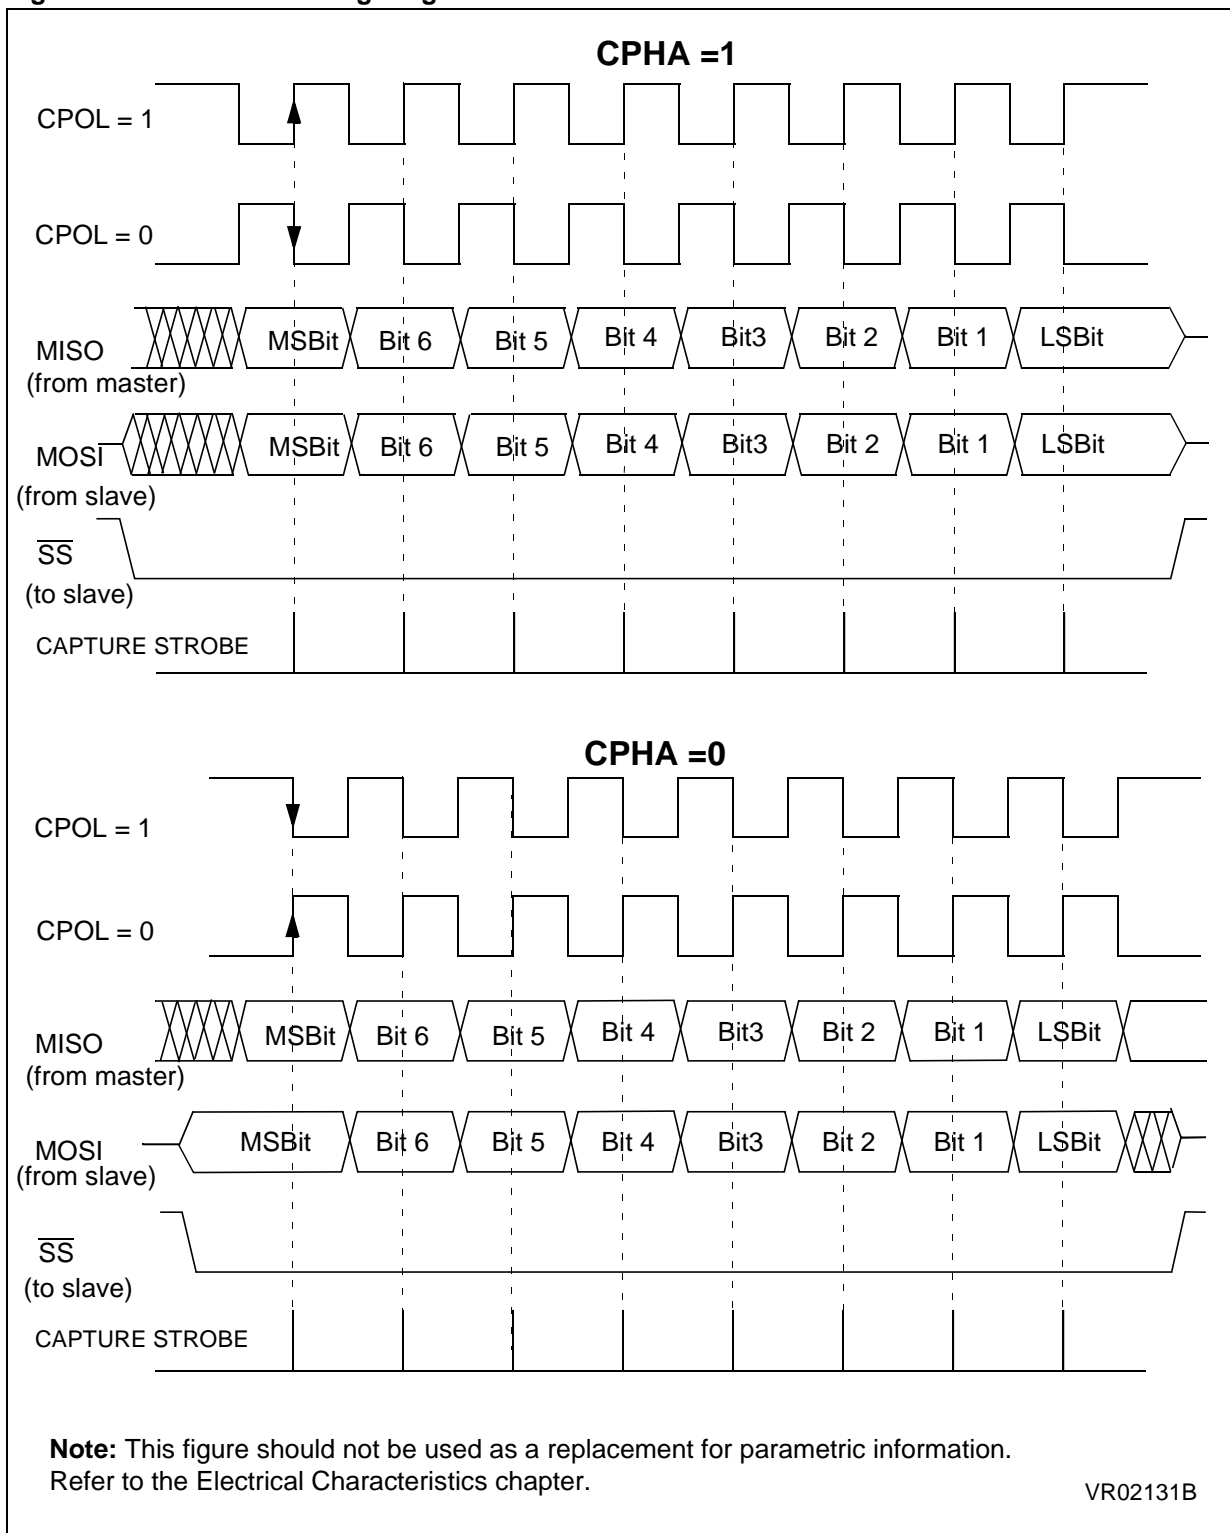 CPHA =1
CPOL = 1
CPOL = 0
MISO
(from master)
MSBit Bit 6 Bit 5 Bit 4 Bit3 Bit 2 Bit 1 LSBit
MOSI
(from slave)
MSBit Bit 6 Bit 5 Bit 4 Bit3 Bit 2 Bit 1 LSBit
SS
(to slave)
CAPTURE STROBE
CPHA =0
CPOL = 1
CPOL = 0
MISO
(from master)
MSBit Bit 6 Bit 5 Bit 4 Bit3 Bit 2 Bit 1 LSBit
MOSI
(from slave)
MSBit Bit 6 Bit 5 Bit 4 Bit3 Bit 2 Bit 1 LSBit
SS
(to slave)
CAPTURE STROBE
Note: This figure should not be used as a replacement for parametric information.
Refer to the Electrical Characteristics chapter.
VR02131B